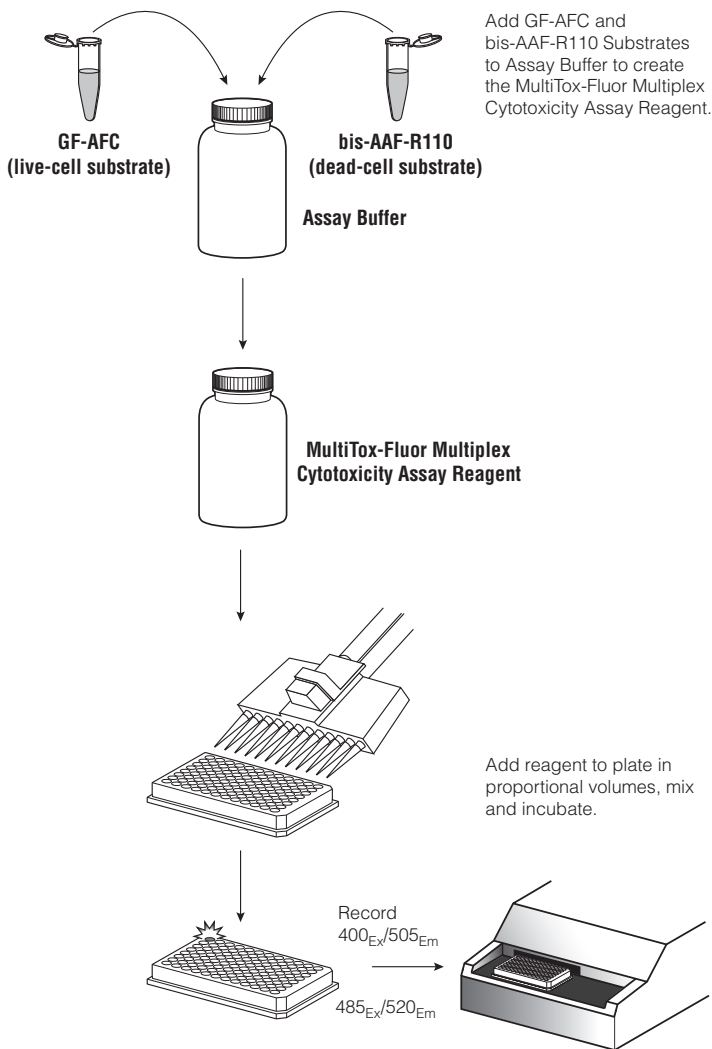 Add GF-AFC and
bis-AAF-R110 Substrates
to Assay Buffer to create
the MultiTox-Fluor Multiplex
Cytotoxicity Assay Reagent.
GF-AFC
(live-cell substrate)
bis-AAF-R110
(dead-cell substrate)
Assay Buffer
MultiTox-Fluor Multiplex
Cytotoxicity Assay Reagent
Add reagent to plate in
proportional volumes, mix
and incubate.
Record
400Ex/505Em
485Ex/520Em